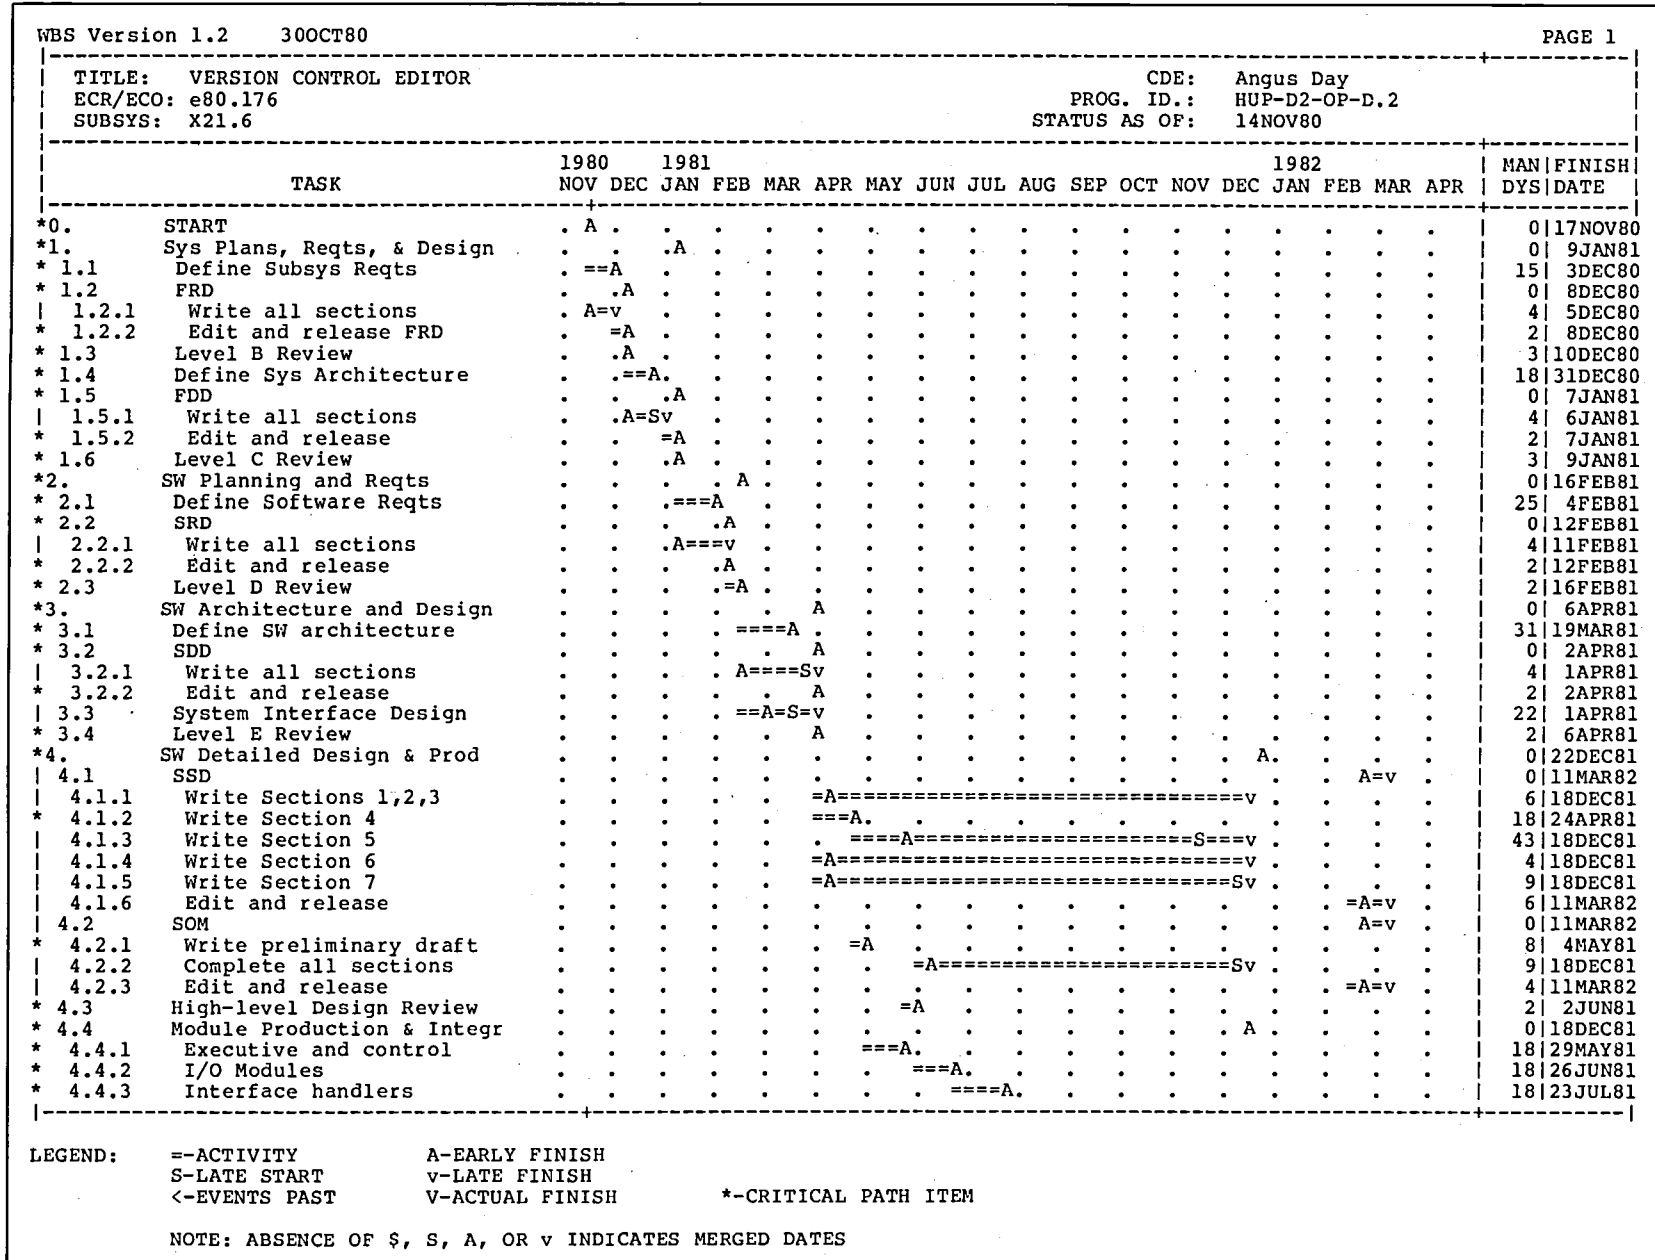 WBS Version 1.2 30OCT80 PAGE 1
TITLE: VERSION CONTROL EDITOR CDE: Angus Day
ECR/ECO: e80.176 PROG. ID.: HUP-D2-OP-D.2
SUBSYS: X21.6 STATUS AS OF: 14NOV80
1980 1981 1982 | MAN|FINISH|
TASK NOV DEC JAN FEB MAR APR MAY JUN JUL AUG SEP OCT NOV DEC JAN FEB MAR APR | DYS|DATE |
*0. START . A . . . . . . . . . . . . . . . . . | 0|17NOV80
*1. Sys Plans, Reqts, & Design . . .A . . . . . . . . . . . . . . . | 0| 9JAN81
* 1.1 Define Subsys Reqts . ==A . . . . . . . . . . . . . . . . | 15| 3DEC80
* 1.2 FRD . .A . . . . . . . . . . . . . . . . | 0| 8DEC80
| 1.2.1 Write all sections . A=v . . . . . . . . . . . . . . . . | 4| 5DEC80
* 1.2.2 Edit and release FRD . =A . . . . . . . . . . . . . . . . | 2| 8DEC80
* 1.3 Level B Review . .A . . . . . . . . . . . . . . . . | 3|10DEC80
* 1.4 Define Sys Architecture . .==A. . . . . . . . . . . . . . . . | 18|31DEC80
* 1.5 FDD . . .A . . . . . . . . . . . . . . . | 0| 7JAN81
| 1.5.1 Write all sections . .A=Sv . . . . . . . . . . . . . . . | 4| 6JAN81
* 1.5.2 Edit and release . . =A . . . . . . . . . . . . . . . | 2| 7JAN81
* 1.6 Level C Review . . .A . . . . . . . . . . . . . . . | 3| 9JAN81
*2. SW Planning and Reqts . . . . A . . . . . . . . . . . . . . | 0|16FEB81
* 2.1 Define Software Reqts . . .===A . . . . . . . . . . . . . . | 25| 4FEB81
* 2.2 SRD . . . .A . . . . . . . . . . . . . . | 0|12FEB81
| 2.2.1 Write all sections . . .A===v . . . . . . . . . . . . . . | 4|11FEB81
* 2.2.2 Edit and release . . . .A . . . . . . . . . . . . . . | 2|12FEB81
* 2.3 Level D Review . . . .=A . . . . . . . . . . . . . . | 2|16FEB81
*3. SW Architecture and Design . . . . . A . . . . . . . . . . . . | 0| 6APR81
* 3.1 Define SW architecture . . . . ====A . . . . . . . . . . . . . | 31|19MAR81
* 3.2 SDD . . . . . A . . . . . . . . . . . . | 0| 2APR81
| 3.2.1 Write all sections . . . . A====Sv . . . . . . . . . . . . | 4| 1APR81
* 3.2.2 Edit and release . . . . . A . . . . . . . . . . . . | 2| 2APR81
| 3.3 System Interface Design . . . . ==A=S=v . . . . . . . . . . . . | 22| 1APR81
* 3.4 Level E Review . . . . . A . . . . . . . . . . . . | 2| 6APR81
*4. SW Detailed Design & Prod . . . . . . . . . . . . . . A. . . . | 0|22DEC81
| 4.1 SSD . . . . . . . . . . . . . . . . A=v . | 0|11MAR82
| 4.1.1 Write Sections 1,2,3 . . . . . =A================================v . . . . | 6|18DEC81
* 4.1.2 Write Section 4 . . . . . ===A. . . . . . . . . . . . | 18|24APR81
| 4.1.3 Write Section 5 . . . . . . ====A======================S===v . . . . | 43|18DEC81
| 4.1.4 Write Section 6 . . . . . =A================================v . . . . | 4|18DEC81
| 4.1.5 Write Section 7 . . . . . =A===============================Sv . . . . | 9|18DEC81
| 4.1.6 Edit and release . . . . . . . . . . . . . . . . =A=v . | 6|11MAR82
| 4.2 SOM . . . . . . . . . . . . . . . . A=v . | 0|11MAR82
* 4.2.1 Write preliminary draft . . . . . . =A . . . . . . . . . . . | 8| 4MAY81
| 4.2.2 Complete all sections . . . . . . . =A=======================Sv . . . . | 9|18DEC81
| 4.2.3 Edit and release . . . . . . . . . . . . . . . . =A=v . | 4|11MAR82
* 4.3 High-level Design Review . . . . . . . =A . . . . . . . . . . | 2| 2JUN81
* 4.4 Module Production & Integr . . . . . . . . . . . . . . A . . . . | 0|18DEC81
* 4.4.1 Executive and control . . . . . . ===A. . . . . . . . . . . | 18|29MAY81
* 4.4.2 I/O Modules . . . . . . . ===A. . . . . . . . . . | 18|26JUN81
* 4.4.3 Interface handlers . . . . . . . . ====A. . . . . . . . . | 18|23JUL81
LEGEND: =-ACTIVITY A-EARLY FINISH
S-LATE START v-LATE FINISH
<-EVENTS PAST V-ACTUAL FINISH *-CRITICAL PATH ITEM
NOTE: ABSENCE OF $, S, A, OR v INDICATES MERGED DATES